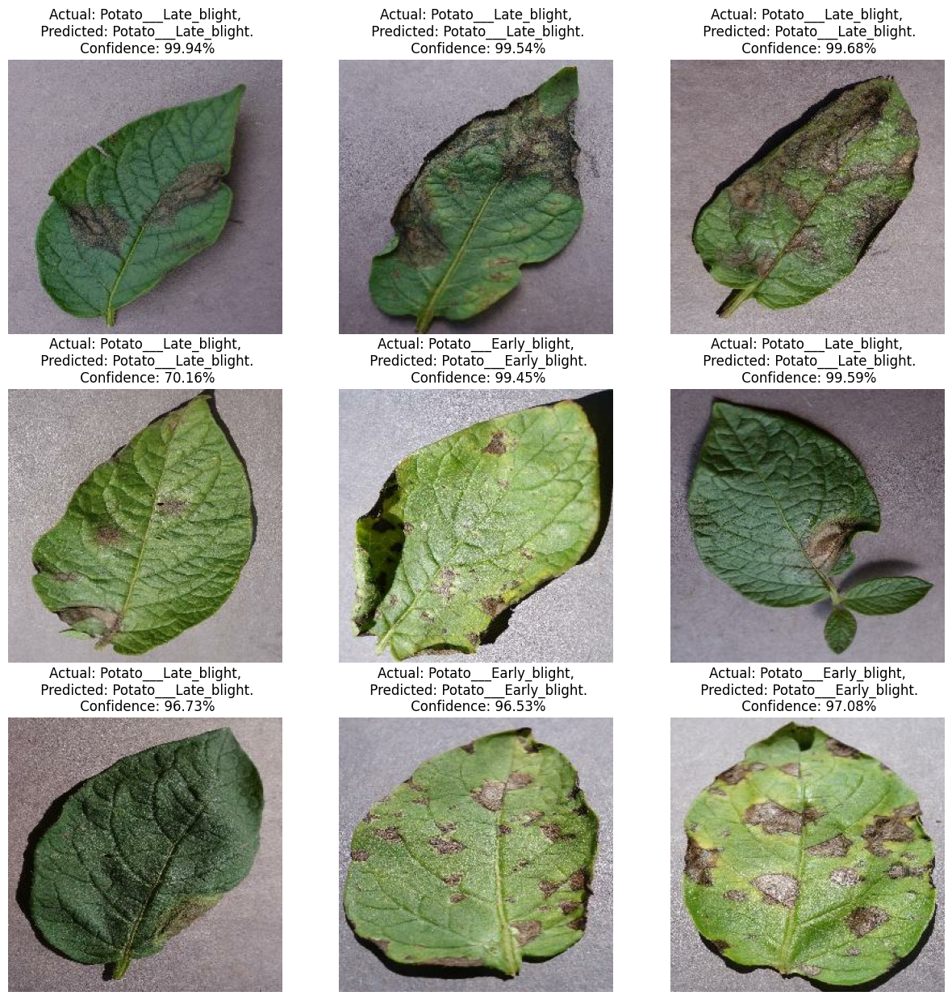 Actual: Potato___Late_blight,
Predicted: Potato___Late_blight.
Confidence: 99.94%
Actual: Potato___Late_blight,
Predicted: Potato___Late_blight.
Confidence: 99.54%
Actual: Potato___Late_blight,
Predicted: Potato___Late_blight.
Confidence: 99.68%
Actual: Potato___Late_blight,
Predicted: Potato___Late_blight.
Confidence: 70.16%
Actual: Potato___Early_blight,
Predicted: Potato___Early_blight.
Confidence: 99.45%
Actual: Potato___Late_blight,
Predicted: Potato___Late_blight.
Confidence: 99.59%
Actual: Potato___Late_blight,
Predicted: Potato___Late_blight.
Confidence: 96.73%
Actual: Potato___Early_blight,
Predicted: Potato___Early_blight.
Confidence: 96.53%
Actual: Potato___Early_blight,
Predicted: Potato___Early_blight.
Confidence: 97.08%